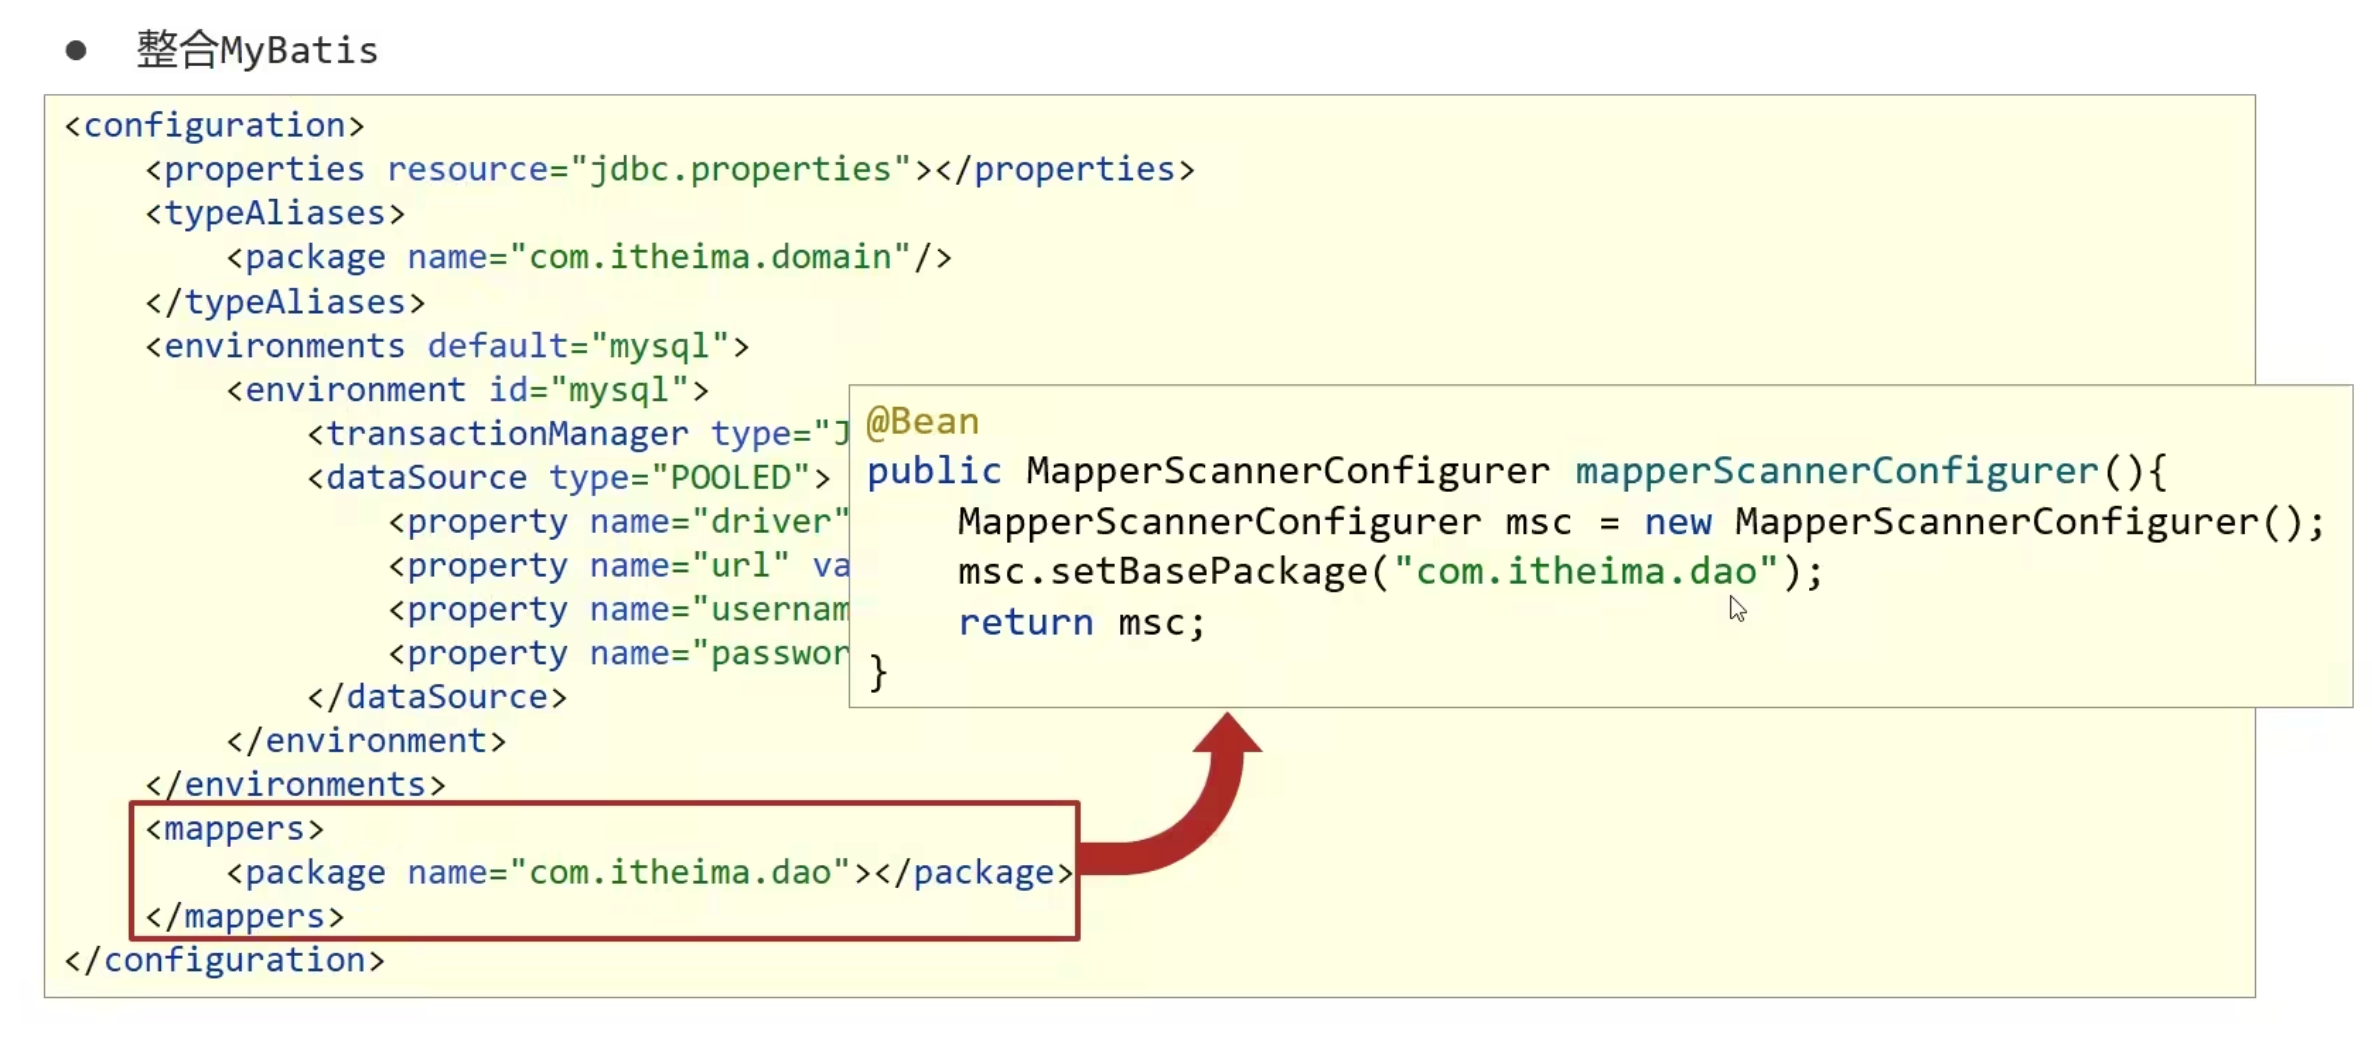 ● 整合MyBatis
<configuration>
<properties resource="jdbc.properties"></properties>
<typeAliases>
<package name="com.itheima.domain"/>
</typeAliases>
<environments default="mysql">
<environment id="mysql">
<transactionManager type="J
<dataSource type="POOLED">
<property name="driver"
<property name="url" va
<property name="usernam
<property name="passwor
</dataSource>
</environment>
</environments>
<mappers>
<package name="com.itheima.dao"></package>
</mappers>
</configuration>
@Bean
public MapperScannerConfigurer mapperScannerConfigurer(){
MapperScannerConfigurer msc = new MapperScannerConfigurer();
msc.setBasePackage("com.itheima.dao");
return msc;
}